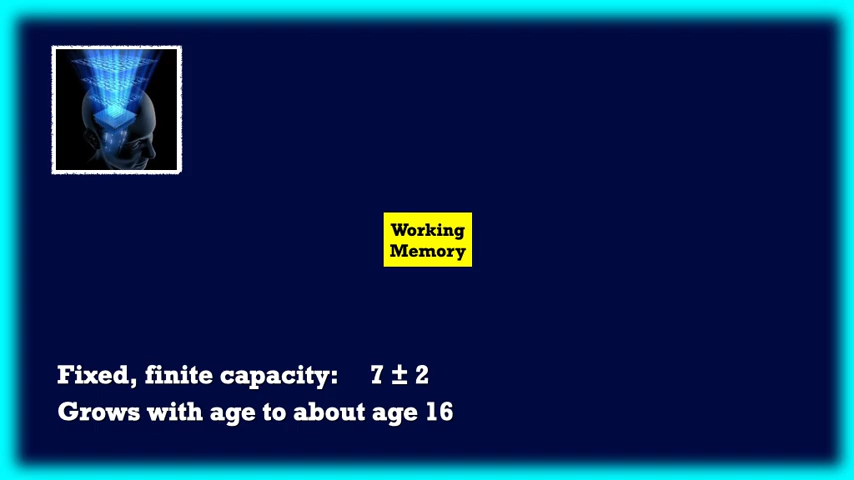 Working
Memory
Fixed, finite capacity: 7 ± 2
Grows with age to about age 16